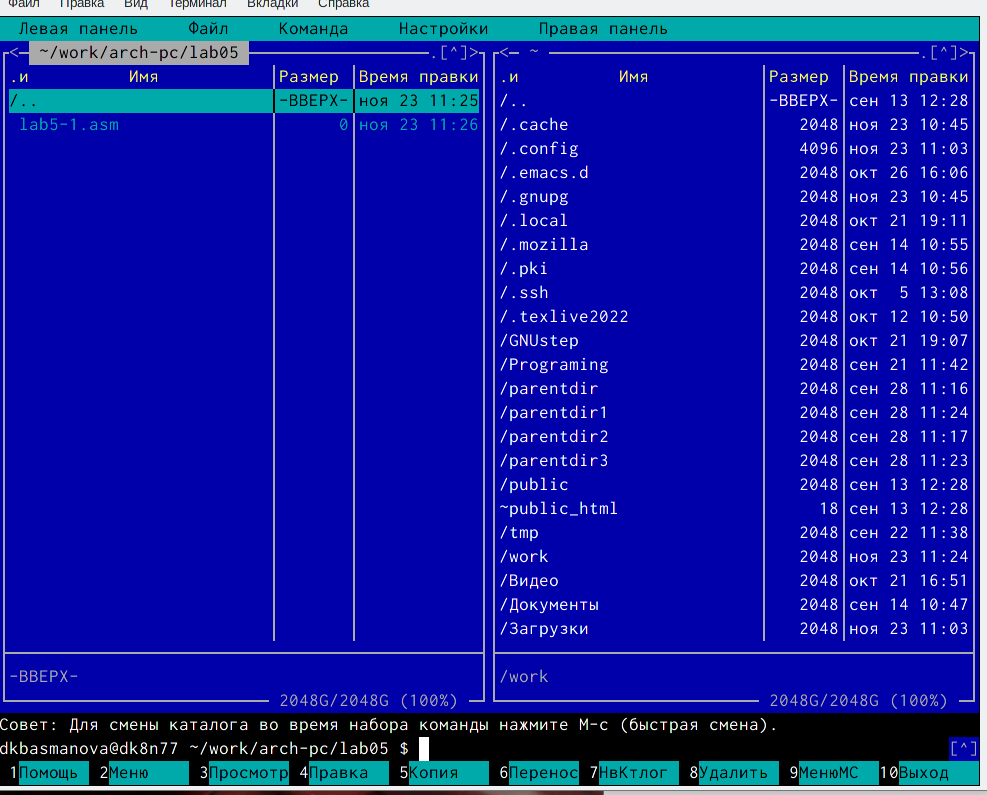 Файл Правка Вид Терминал Вкладки Справка
Левая панель Файл Команда Настройки Правая панель
<- ~/work/arch-pc/lab05 .[^]> <- ~ .[^]>
.и Имя Размер Время правки .и Имя Размер Время правки
/.. -ВВЕРХ- ноя 23 11:25 /.. -ВВЕРХ- сен 13 12:28
lab5-1.asm 0 ноя 23 11:26 /.cache 2048 ноя 23 10:45
/.config 4096 ноя 23 11:03
/.emacs.d 2048 окт 26 16:06
/.gnupg 2048 ноя 23 10:45
/.local 2048 окт 21 19:11
/.mozilla 2048 сен 14 10:55
/.pki 2048 сен 14 10:56
/.ssh 2048 окт 5 13:08
/.texlive2022 2048 окт 12 10:50
/GNUstep 2048 окт 21 19:07
/Programing 2048 сен 21 11:42
/parentdir 2048 сен 28 11:16
/parentdir1 2048 сен 28 11:24
/parentdir2 2048 сен 28 11:17
/parentdir3 2048 сен 28 11:23
/public 2048 сен 13 12:28
~public_html 18 сен 13 12:28
/tmp 2048 сен 22 11:38
/work 2048 ноя 23 11:24
/Видео 2048 окт 21 16:51
/Документы 2048 сен 14 10:47
/Загрузки 2048 ноя 23 11:03
-ВВЕРХ- /work
2048G/2048G (100%) 2048G/2048G (100%)
Совет: Для смены каталога во время набора команды нажмите M-c (быстрая смена).
dkbasmanova@dk8n77 ~/work/arch-pc/lab05 $ [^]
1Помощь 2Меню 3Просмотр 4Правка 5Копия 6Перенос 7НвКтлог 8Удалить 9МенюMC 10Выход